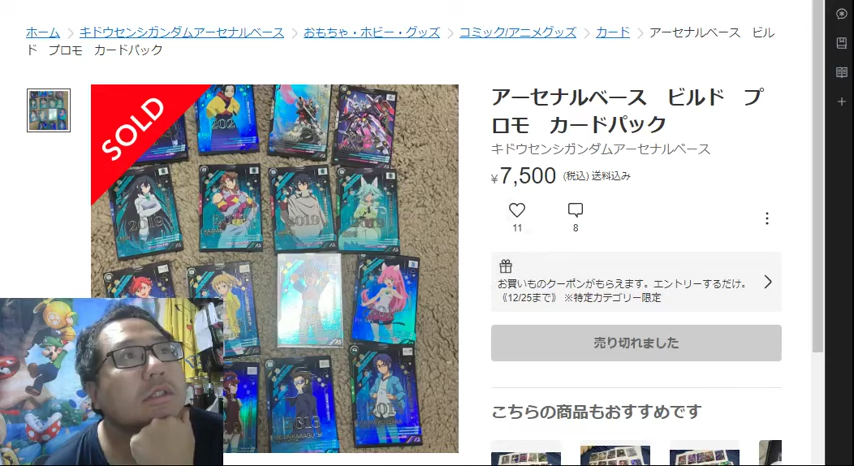 ホーム > キドウセンシガンダムアーセナルベース > おもちゃ・ホビー・グッズ > コミック/アニメグッズ > カード > アーセナルベース　ビル
ド　プロモ　カードパック
SOLD
アーセナルベース　ビルド　プ
ロモ　カードパック
キドウセンシガンダムアーセナルベース
¥7,500 (税込) 送料込み
11 8
お買いものクーポンがもらえます。エントリーするだけ。
《12/25まで》 ※特定カテゴリー限定
売り切れました
こちらの商品もおすすめです
2019